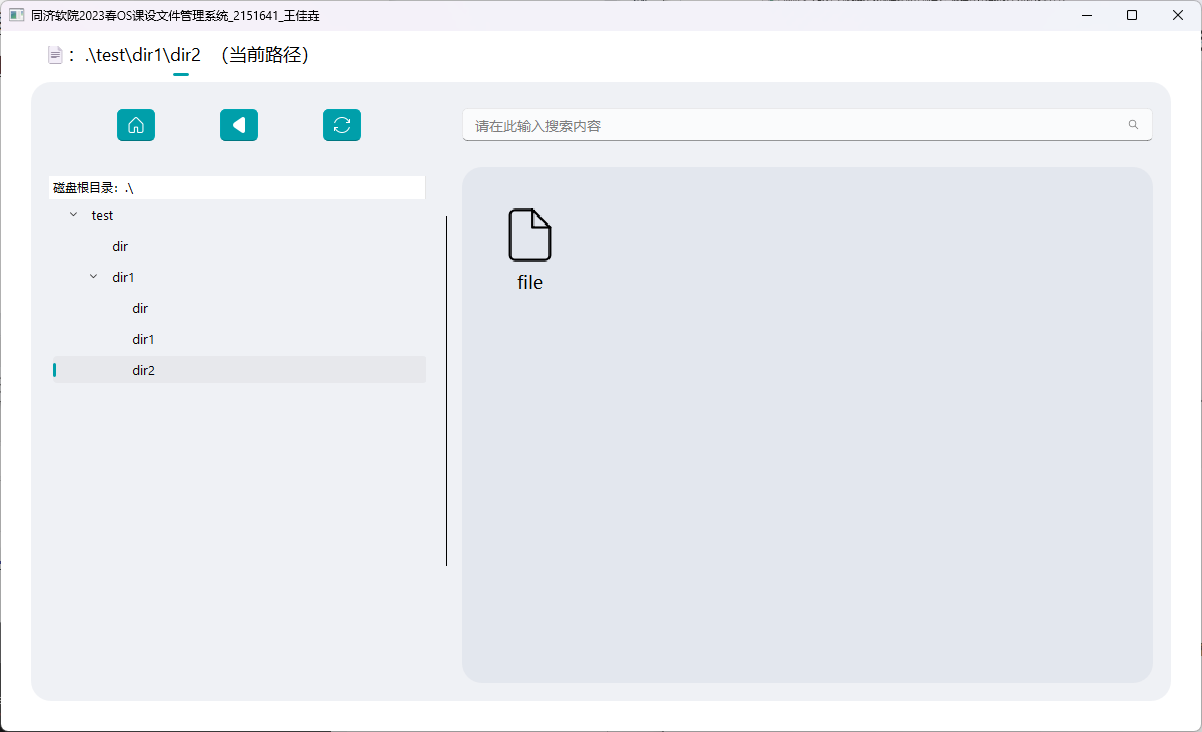 同济软院2023春OS课设文件管理系统_2151641_王佳垚
： .\test\dir1\dir2 （当前路径）
请在此输入搜索内容
磁盘根目录：.\
test
dir
dir1
dir
dir1
dir2
file